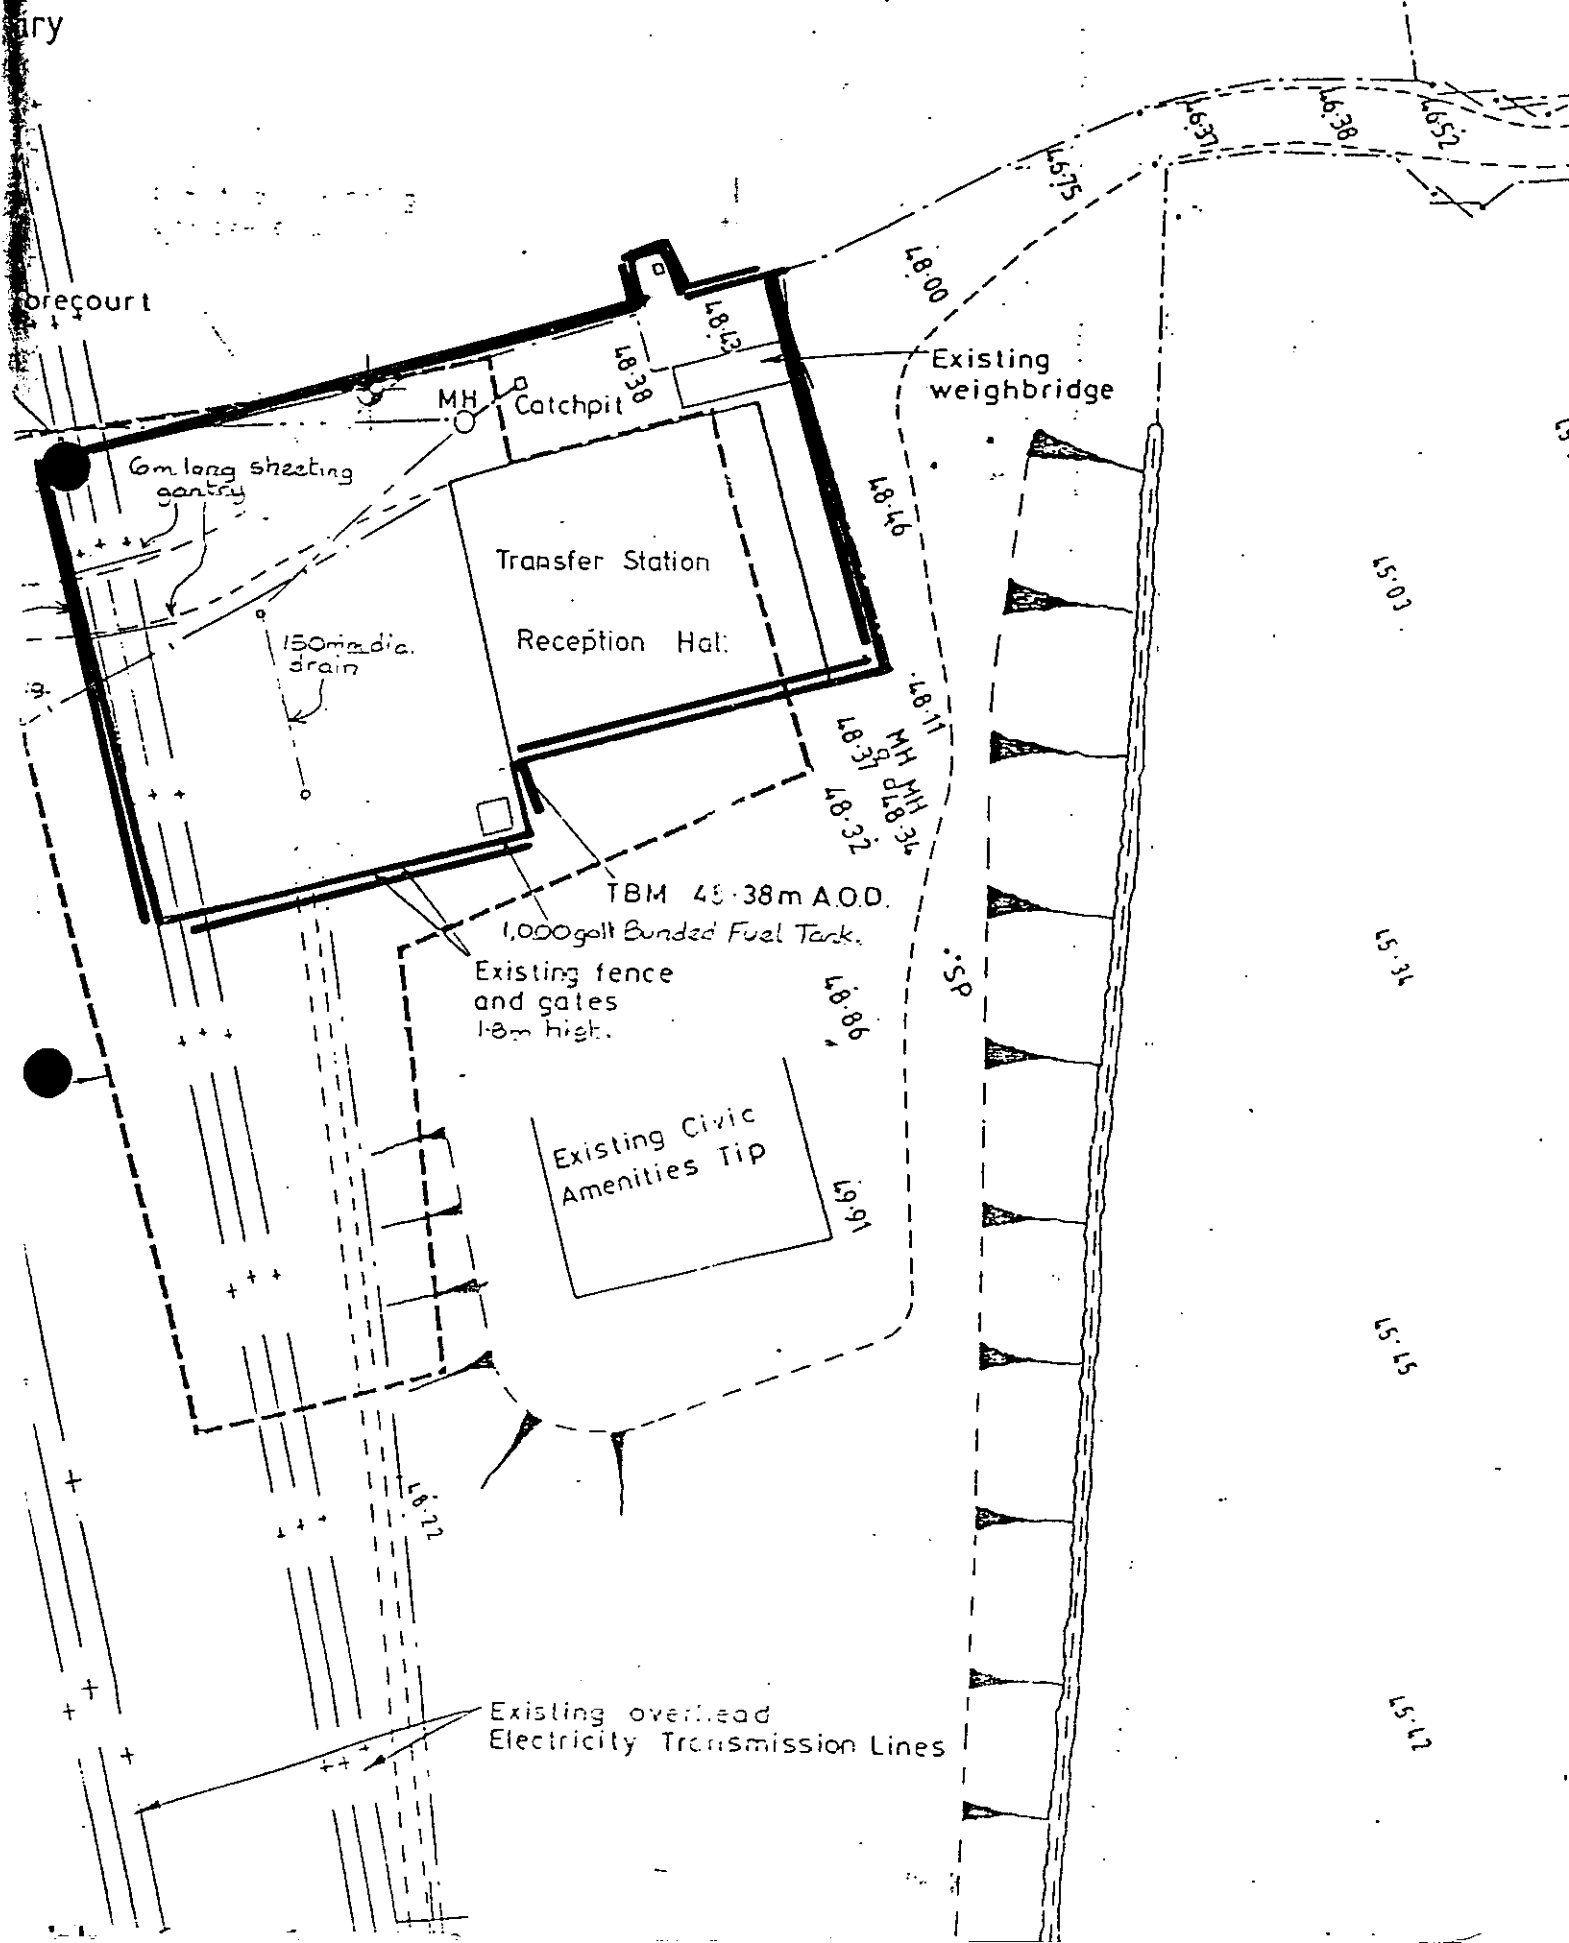 46.37
46.38
46.52
46.75
48.00
orecourt
48.43
48.38
Existing
weighbridge
MH
Catchpit
6m long sheeting
gantry
48.46
Transfer Station
Reception Hall
45.03
150mm dia.
drain
48.11
48.37
MH
MH
48.34
48.32
TBM 48.38m A.O.D.
1,000gall Bunded Fuel Tank.
Existing fence
and gates
1.8m high.
SP
45.34
48.86
Existing Civic
Amenities Tip
49.91
45.45
48.22
Existing overhead
Electricity Transmission Lines
45.42